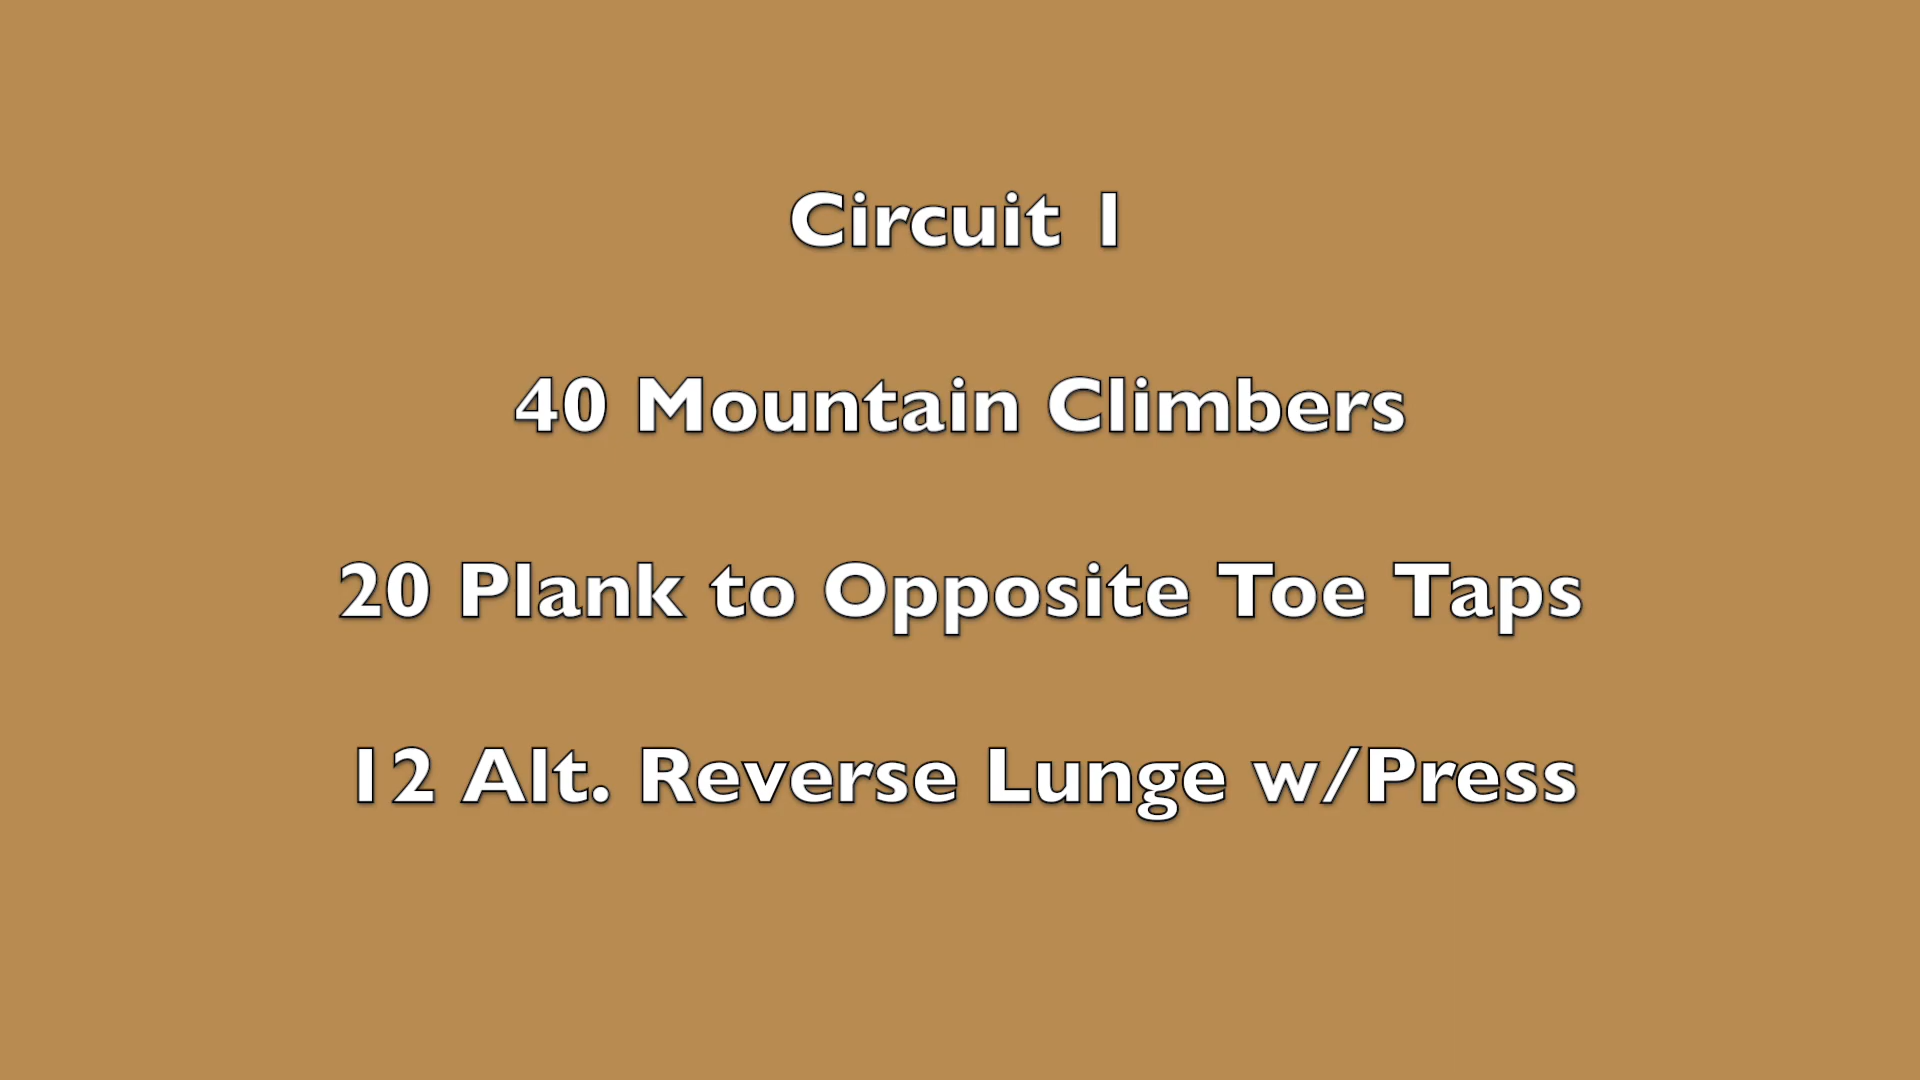 Circuit 1
40 Mountain Climbers
20 Plank to Opposite Toe Taps
12 Alt. Reverse Lunge w/Press